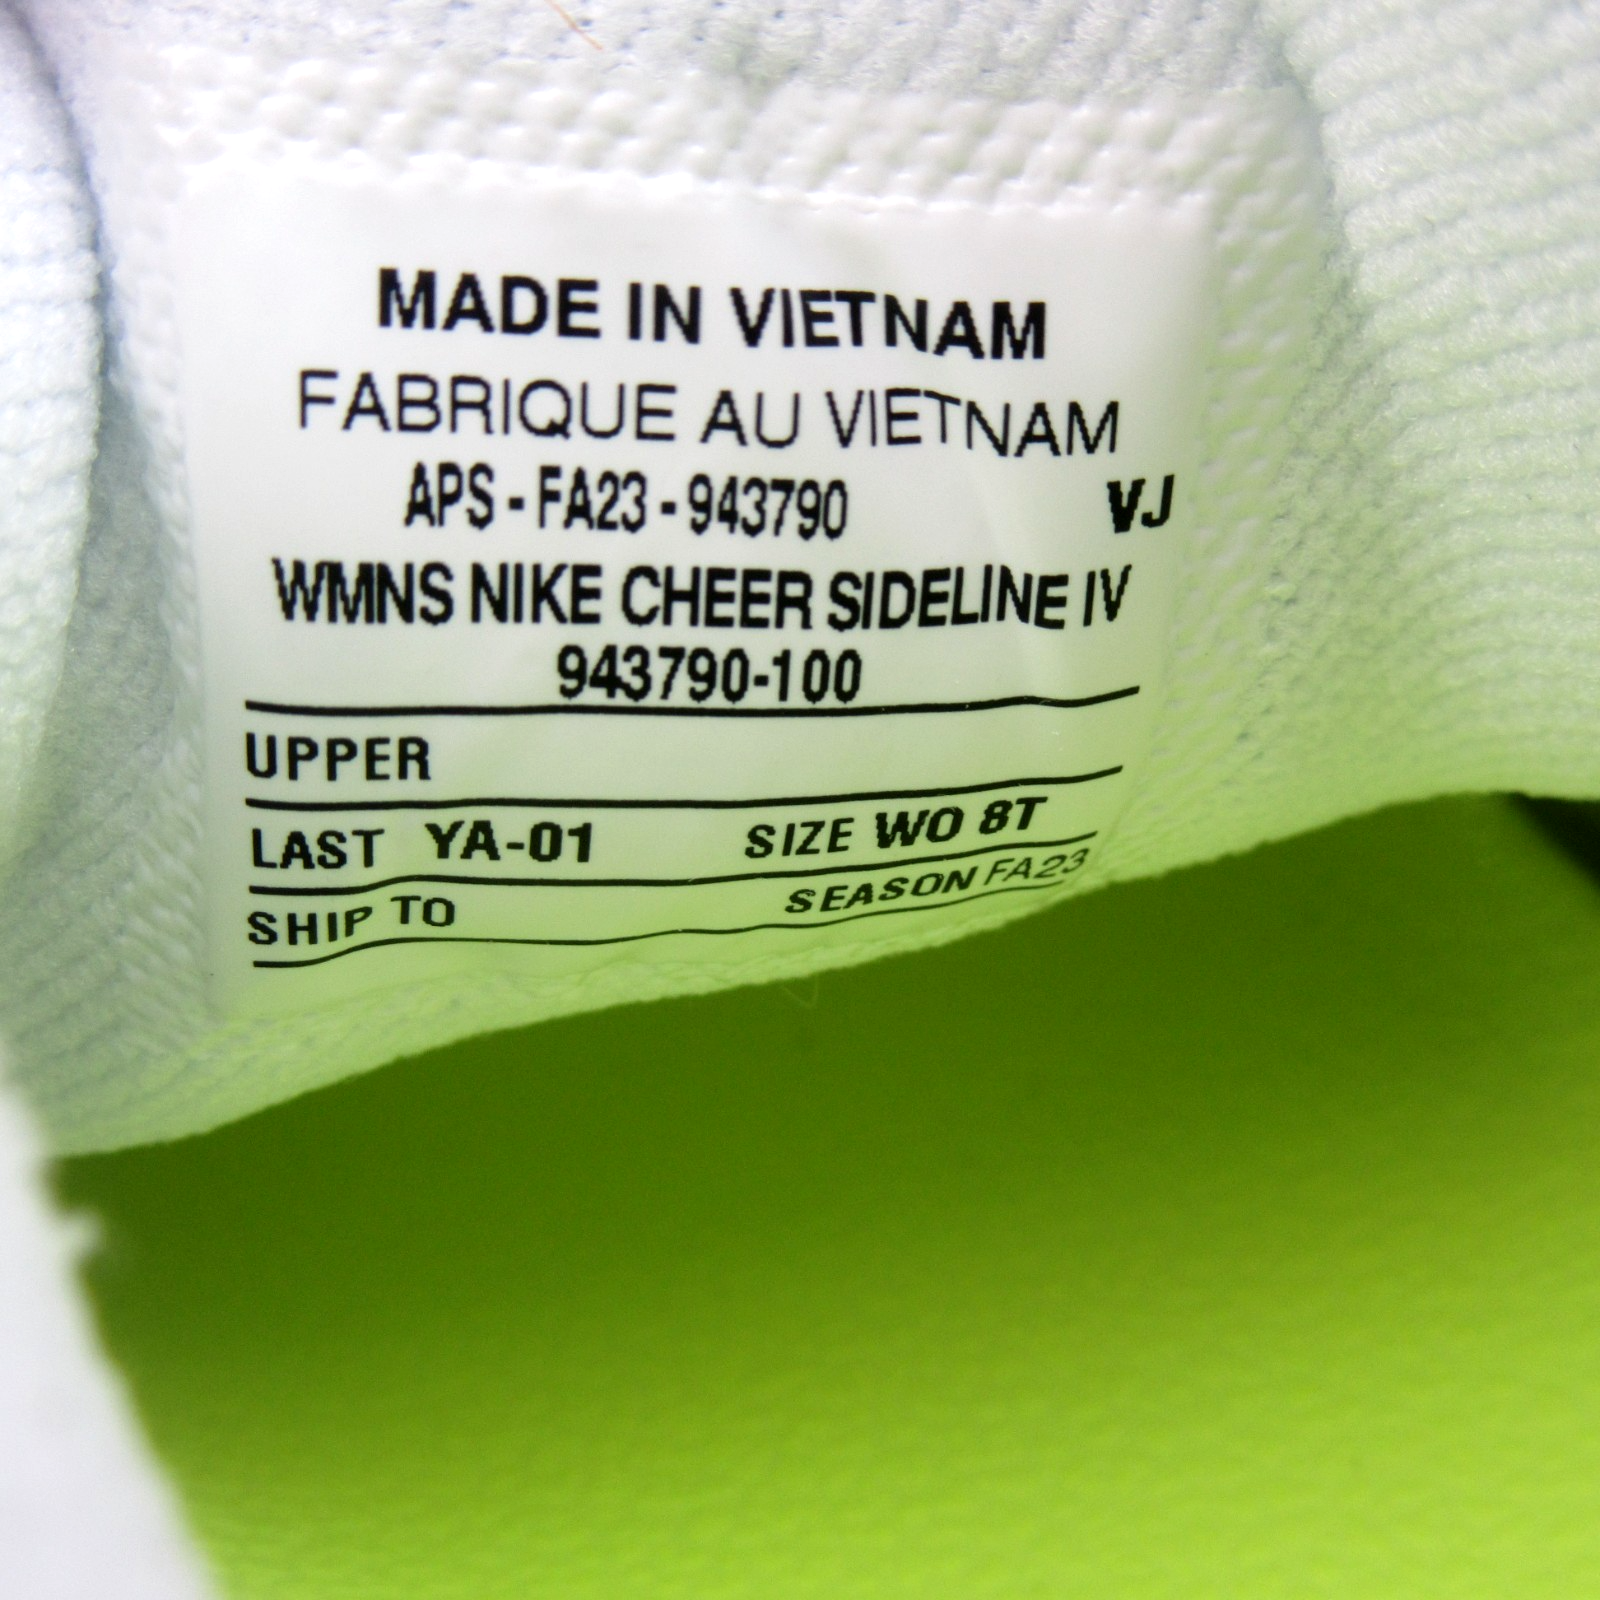 MADE IN VIETNAM
FABRIQUE AU VIETNAM
APS - FA23 - 943790 VJ
WMNS NIKE CHEER SIDELINE IV
943790-100
UPPER
LAST YA-01 SIZE WO 8T
SHIP TO SEASON FA23